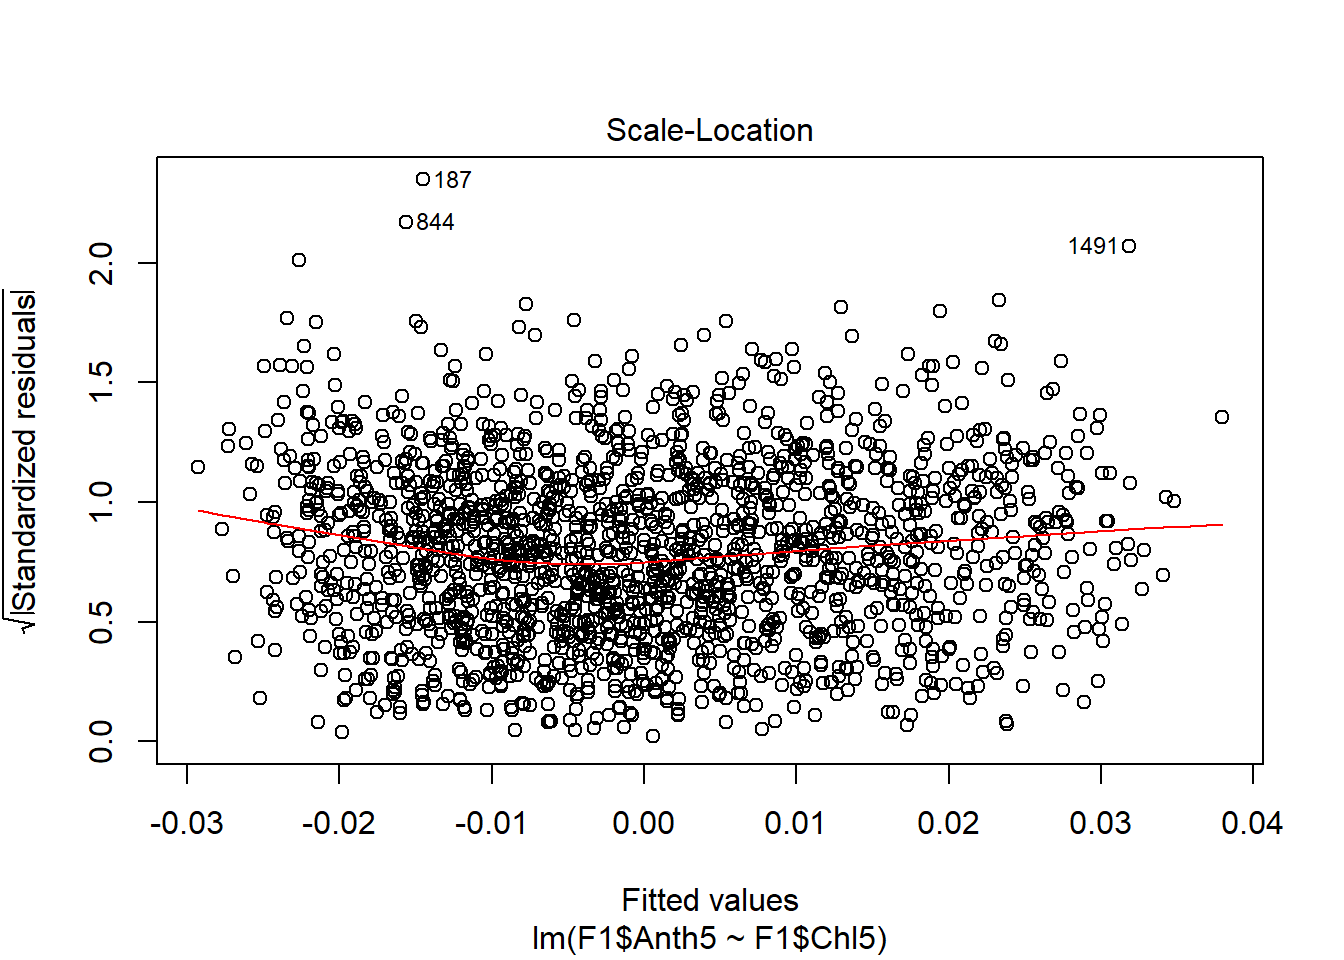 Scale-Location
√|Standardized residuals|
2.0
1.5
1.0
0.5
0.0
187
844
1491
-0.03 -0.02 -0.01 0.00 0.01 0.02 0.03 0.04
Fitted values
lm(F1$Anth5 ~ F1$Chl5)